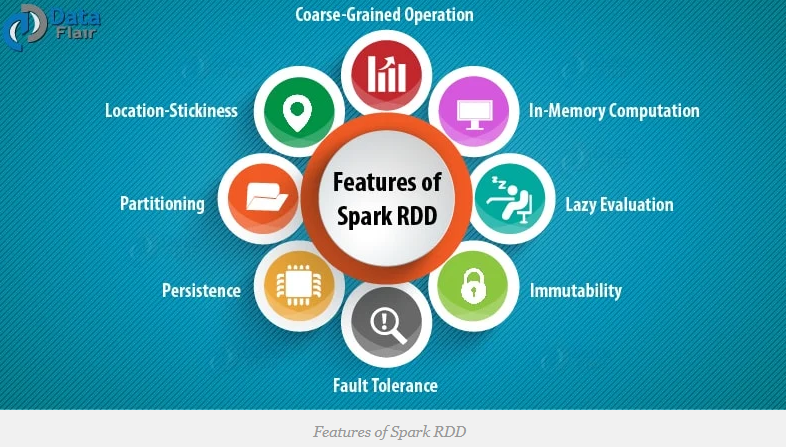 Data
Flair
Coarse-Grained Operation
Location-Stickiness
In-Memory Computation
Features of
Spark RDD
zZ
Partitioning
Lazy Evaluation
Persistence
Immutability
Fault Tolerance
Features of Spark RDD